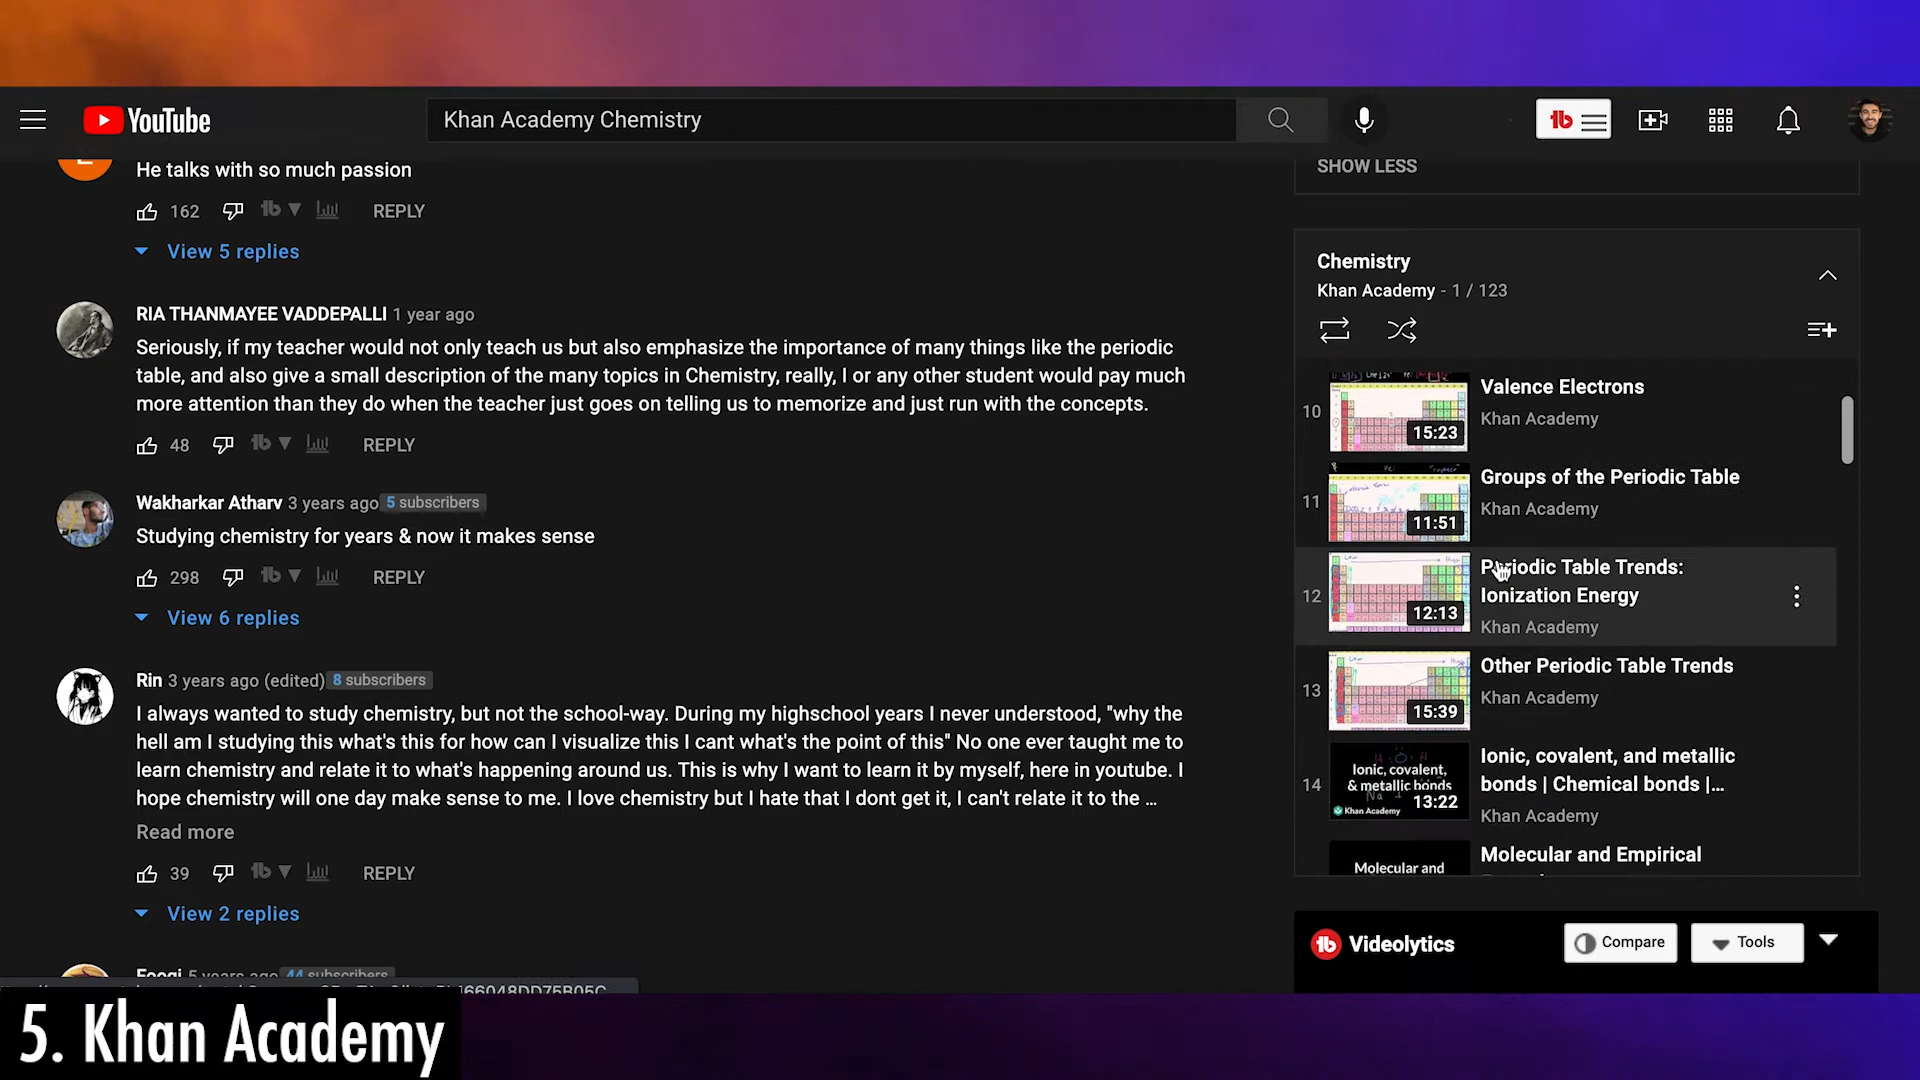 YouTube
Khan Academy Chemistry
He talks with so much passion
162 REPLY
View 5 replies
RIA THANMAYEE VADDEPALLI 1 year ago
Seriously, if my teacher would not only teach us but also emphasize the importance of many things like the periodic
table, and also give a small description of the many topics in Chemistry, really, I or any other student would pay much
more attention than they do when the teacher just goes on telling us to memorize and just run with the concepts.
48 REPLY
Wakharkar Atharv 3 years ago 5 subscribers
Studying chemistry for years & now it makes sense
298 REPLY
View 6 replies
Rin 3 years ago (edited) 8 subscribers
I always wanted to study chemistry, but not the school-way. During my highschool years I never understood, "why the
hell am I studying this what's this for how can I visualize this I cant what's the point of this" No one ever taught me to
learn chemistry and relate it to what's happening around us. This is why I want to learn it by myself, here in youtube. I
hope chemistry will one day make sense to me. I love chemistry but I hate that I dont get it, I can't relate it to the ...
Read more
39 REPLY
View 2 replies
5 years ago 44 subscribers
SHOW LESS
Chemistry
Khan Academy - 1 / 123
10 15:23 Valence Electrons
Khan Academy
11 11:51 Groups of the Periodic Table
Khan Academy
12 12:13 Periodic Table Trends:
Ionization Energy
Khan Academy
13 15:39 Other Periodic Table Trends
Khan Academy
14 Ionic, covalent, and metallic
bonds | Chemical bonds |...
Khan Academy
Ionic, covalent,
& metallic bonds
13:22
Khan Academy
Molecular and
Molecular and Empirical
Videolytics
Compare
Tools
5. Khan Academy